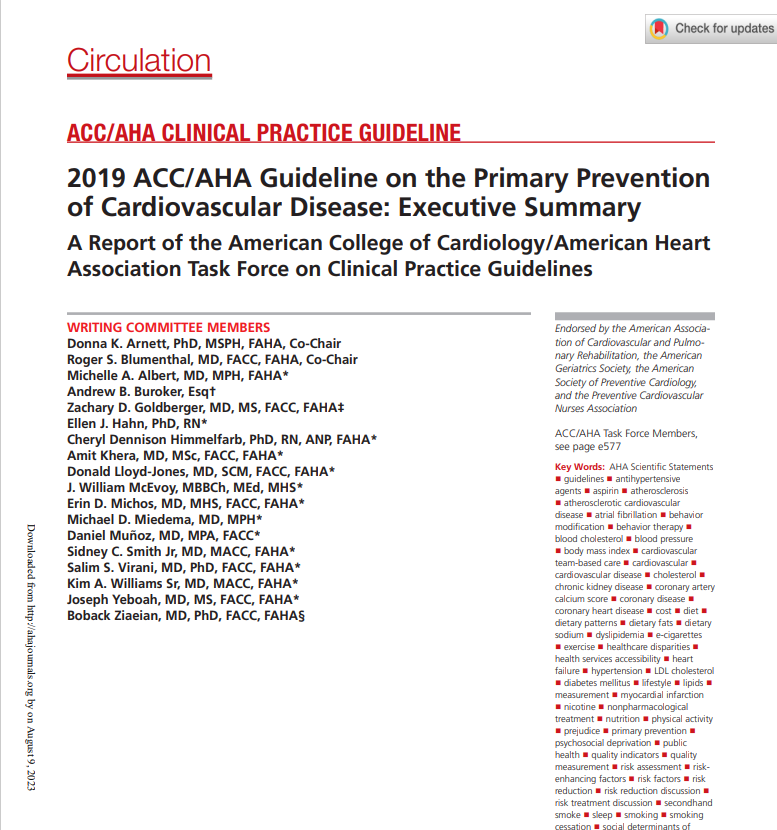 Check for updates
Circulation
ACC/AHA CLINICAL PRACTICE GUIDELINE
2019 ACC/AHA Guideline on the Primary Prevention
of Cardiovascular Disease: Executive Summary
A Report of the American College of Cardiology/American Heart
Association Task Force on Clinical Practice Guidelines
WRITING COMMITTEE MEMBERS
Donna K. Arnett, PhD, MSPH, FAHA, Co-Chair
Roger S. Blumenthal, MD, FACC, FAHA, Co-Chair
Michelle A. Albert, MD, MPH, FAHA*
Andrew B. Buroker, Esq†
Zachary D. Goldberger, MD, MS, FACC, FAHA‡
Ellen J. Hahn, PhD, RN*
Cheryl Dennison Himmelfarb, PhD, RN, ANP, FAHA*
Amit Khera, MD, MSc, FACC, FAHA*
Donald Lloyd-Jones, MD, SCM, FACC, FAHA*
J. William McEvoy, MBBCh, MEd, MHS*
Erin D. Michos, MD, MHS, FACC, FAHA*
Michael D. Miedema, MD, MPH*
Daniel Muñoz, MD, MPA, FACC*
Sidney C. Smith Jr, MD, MACC, FAHA*
Salim S. Virani, MD, PhD, FACC, FAHA*
Kim A. Williams Sr, MD, MACC, FAHA*
Joseph Yeboah, MD, MS, FACC, FAHA*
Boback Ziaeian, MD, PhD, FACC, FAHA§
Endorsed by the American Associa-
tion of Cardiovascular and Pulmo-
nary Rehabilitation, the American
Geriatrics Society, the American
Society of Preventive Cardiology,
and the Preventive Cardiovascular
Nurses Association
ACC/AHA Task Force Members,
see page e577
Key Words: AHA Scientific Statements
■ guidelines ■ antihypertensive
agents ■ aspirin ■ atherosclerosis
■ atherosclerotic cardiovascular
disease ■ atrial fibrillation ■ behavior
modification ■ behavior therapy ■
blood cholesterol ■ blood pressure
■ body mass index ■ cardiovascular
team-based care ■ cardiovascular ■
cardiovascular disease ■ cholesterol ■
chronic kidney disease ■ coronary artery
calcium score ■ coronary disease ■
coronary heart disease ■ cost ■ diet ■
dietary patterns ■ dietary fats ■ dietary
sodium ■ dyslipidemia ■ e-cigarettes
■ exercise ■ healthcare disparities ■
health services accessibility ■ heart
failure ■ hypertension ■ LDL cholesterol
■ diabetes mellitus ■ lifestyle ■ lipids ■
measurement ■ myocardial infarction
■ nicotine ■ nonpharmacological
treatment ■ nutrition ■ physical activity
■ prejudice ■ primary prevention ■
psychosocial deprivation ■ public
health ■ quality indicators ■ quality
measurement ■ risk assessment ■ risk-
enhancing factors ■ risk factors ■ risk
reduction ■ risk reduction discussion ■
risk treatment discussion ■ secondhand
smoke ■ sleep ■ smoking ■ smoking
cessation ■ social determinants of
Downloaded from http://ahajournals.org by on August 9, 2023